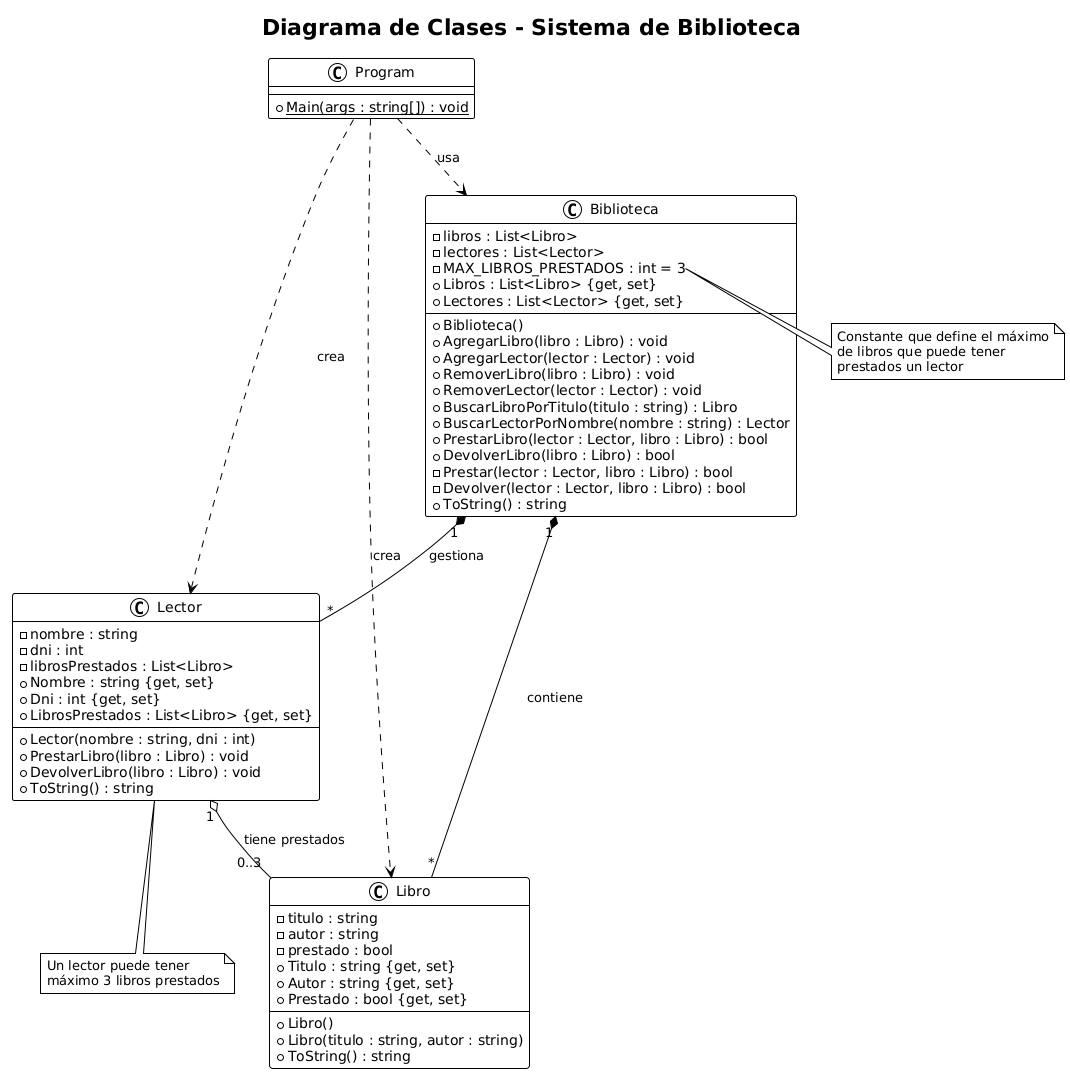 Diagrama de Clases - Sistema de Biblioteca
C Program
Main(args : string[]) : void
usa
C Biblioteca
libros : List<Libro>
lectores : List<Lector>
MAX_LIBROS_PRESTADOS : int = 3
Libros : List<Libro> {get, set}
Lectores : List<Lector> {get, set}
Biblioteca()
AgregarLibro(libro : Libro) : void
AgregarLector(lector : Lector) : void
RemoverLibro(libro : Libro) : void
RemoverLector(lector : Lector) : void
BuscarLibroPorTitulo(titulo : string) : Libro
BuscarLectorPorNombre(nombre : string) : Lector
PrestarLibro(lector : Lector, libro : Libro) : bool
DevolverLibro(libro : Libro) : bool
Prestar(lector : Lector, libro : Libro) : bool
Devolver(lector : Lector, libro : Libro) : bool
ToString() : string
Constante que define el máximo
de libros que puede tener
prestados un lector
crea
1
1
crea
gestiona
*
C Lector
nombre : string
dni : int
librosPrestados : List<Libro>
Nombre : string {get, set}
Dni : int {get, set}
LibrosPrestados : List<Libro> {get, set}
Lector(nombre : string, dni : int)
PrestarLibro(libro : Libro) : void
DevolverLibro(libro : Libro) : void
ToString() : string
contiene
1
tiene prestados
0..3
*
C Libro
titulo : string
autor : string
prestado : bool
Titulo : string {get, set}
Autor : string {get, set}
Prestado : bool {get, set}
Libro()
Libro(titulo : string, autor : string)
ToString() : string
Un lector puede tener
máximo 3 libros prestados